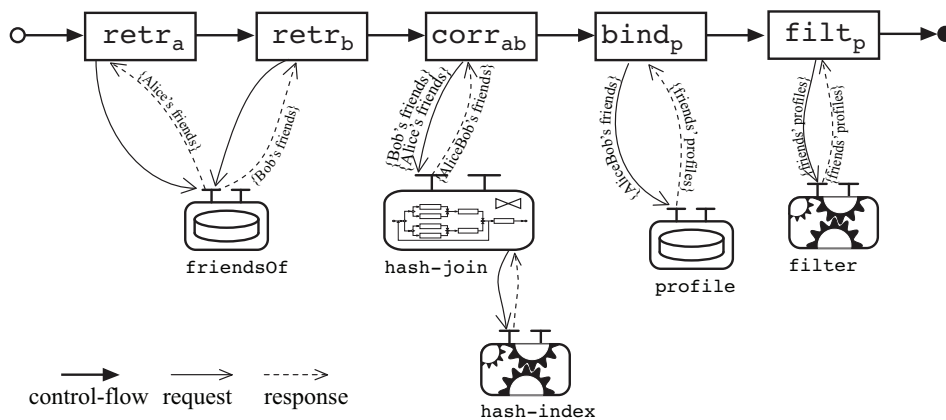 retr_a
retr_b
corr_ab
bind_p
filt_p
{Alice's friends}
{Bob's friends}
{Bob's friends}
{Alice's friends}
{AliceBob's friends}
{AliceBob's friends}
{friends' profiles}
{friends' profiles}
{friends' profiles}
friendsOf
hash-join
profile
filter
hash-index
control-flow request response